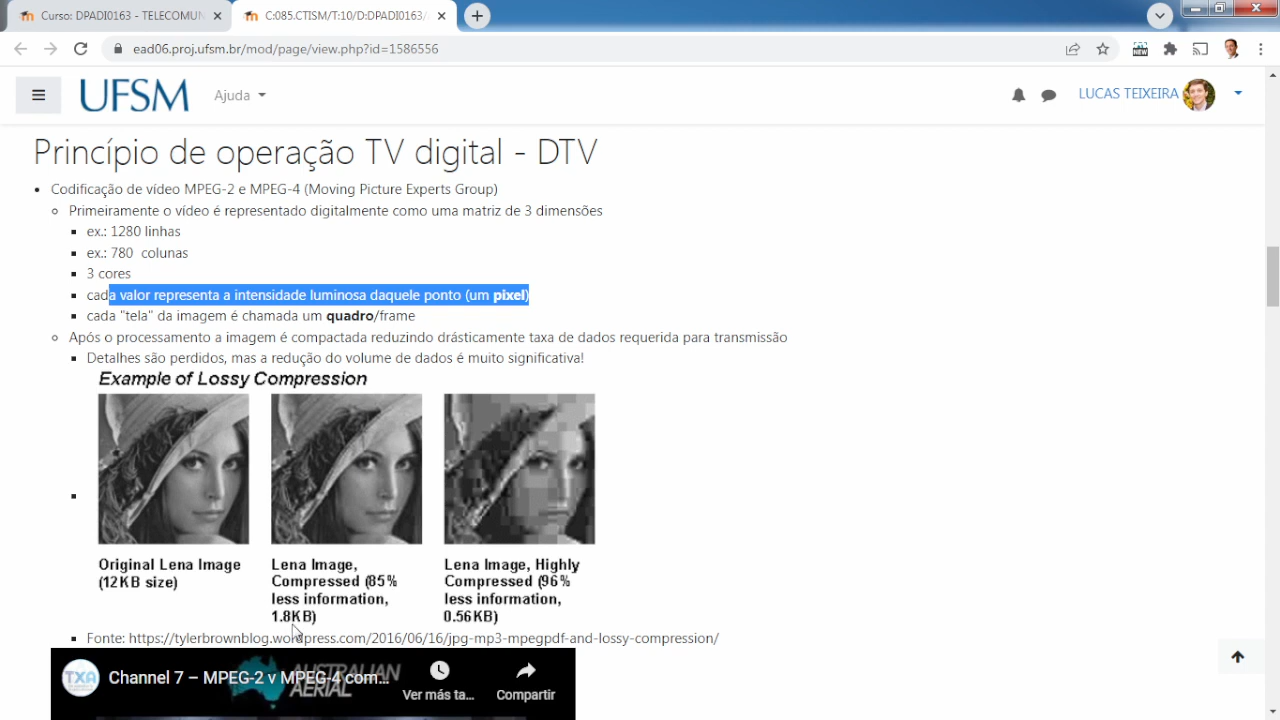 Curso: DPADI0163 - TELECOMUN
C:085.CTISM/T:10/D:DPADI0163/
ead06.proj.ufsm.br/mod/page/view.php?id=1586556
NEW
UFSM
Ajuda
LUCAS TEIXEIRA
Princípio de operação TV digital - DTV
Codificação de vídeo MPEG-2 e MPEG-4 (Moving Picture Experts Group)
Primeiramente o vídeo é representado digitalmente como uma matriz de 3 dimensões
ex.: 1280 linhas
ex.: 780 colunas
3 cores
cada valor representa a intensidade luminosa daquele ponto (um pixel)
cada "tela" da imagem é chamada um quadro/frame
Após o processamento a imagem é compactada reduzindo drásticamente taxa de dados requerida para transmissão
Detalhes são perdidos, mas a redução do volume de dados é muito significativa!
Example of Lossy Compression
Original Lena Image
(12KB size)
Lena Image,
Compressed (85%
less information,
1.8KB)
Lena Image, Highly
Compressed (96%
less information,
0.56KB)
Fonte: https://tylerbrownblog.wordpress.com/2016/06/16/jpg-mp3-mpegpdf-and-lossy-compression/
TXA
Channel 7 – MPEG-2 v MPEG-4 com...
AUSTRALIAN
AERIAL
Ver más ta...
Compartir